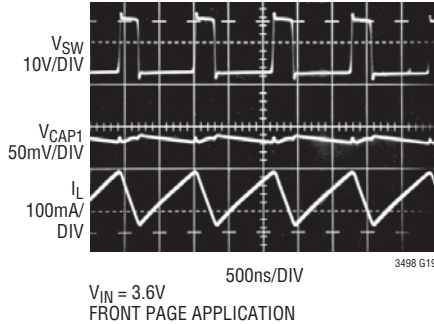 VSW
10V/DIV
VCAP1
50mV/DIV
IL
100mA/
DIV
3498 G19
500ns/DIV
VIN = 3.6V
FRONT PAGE APPLICATION